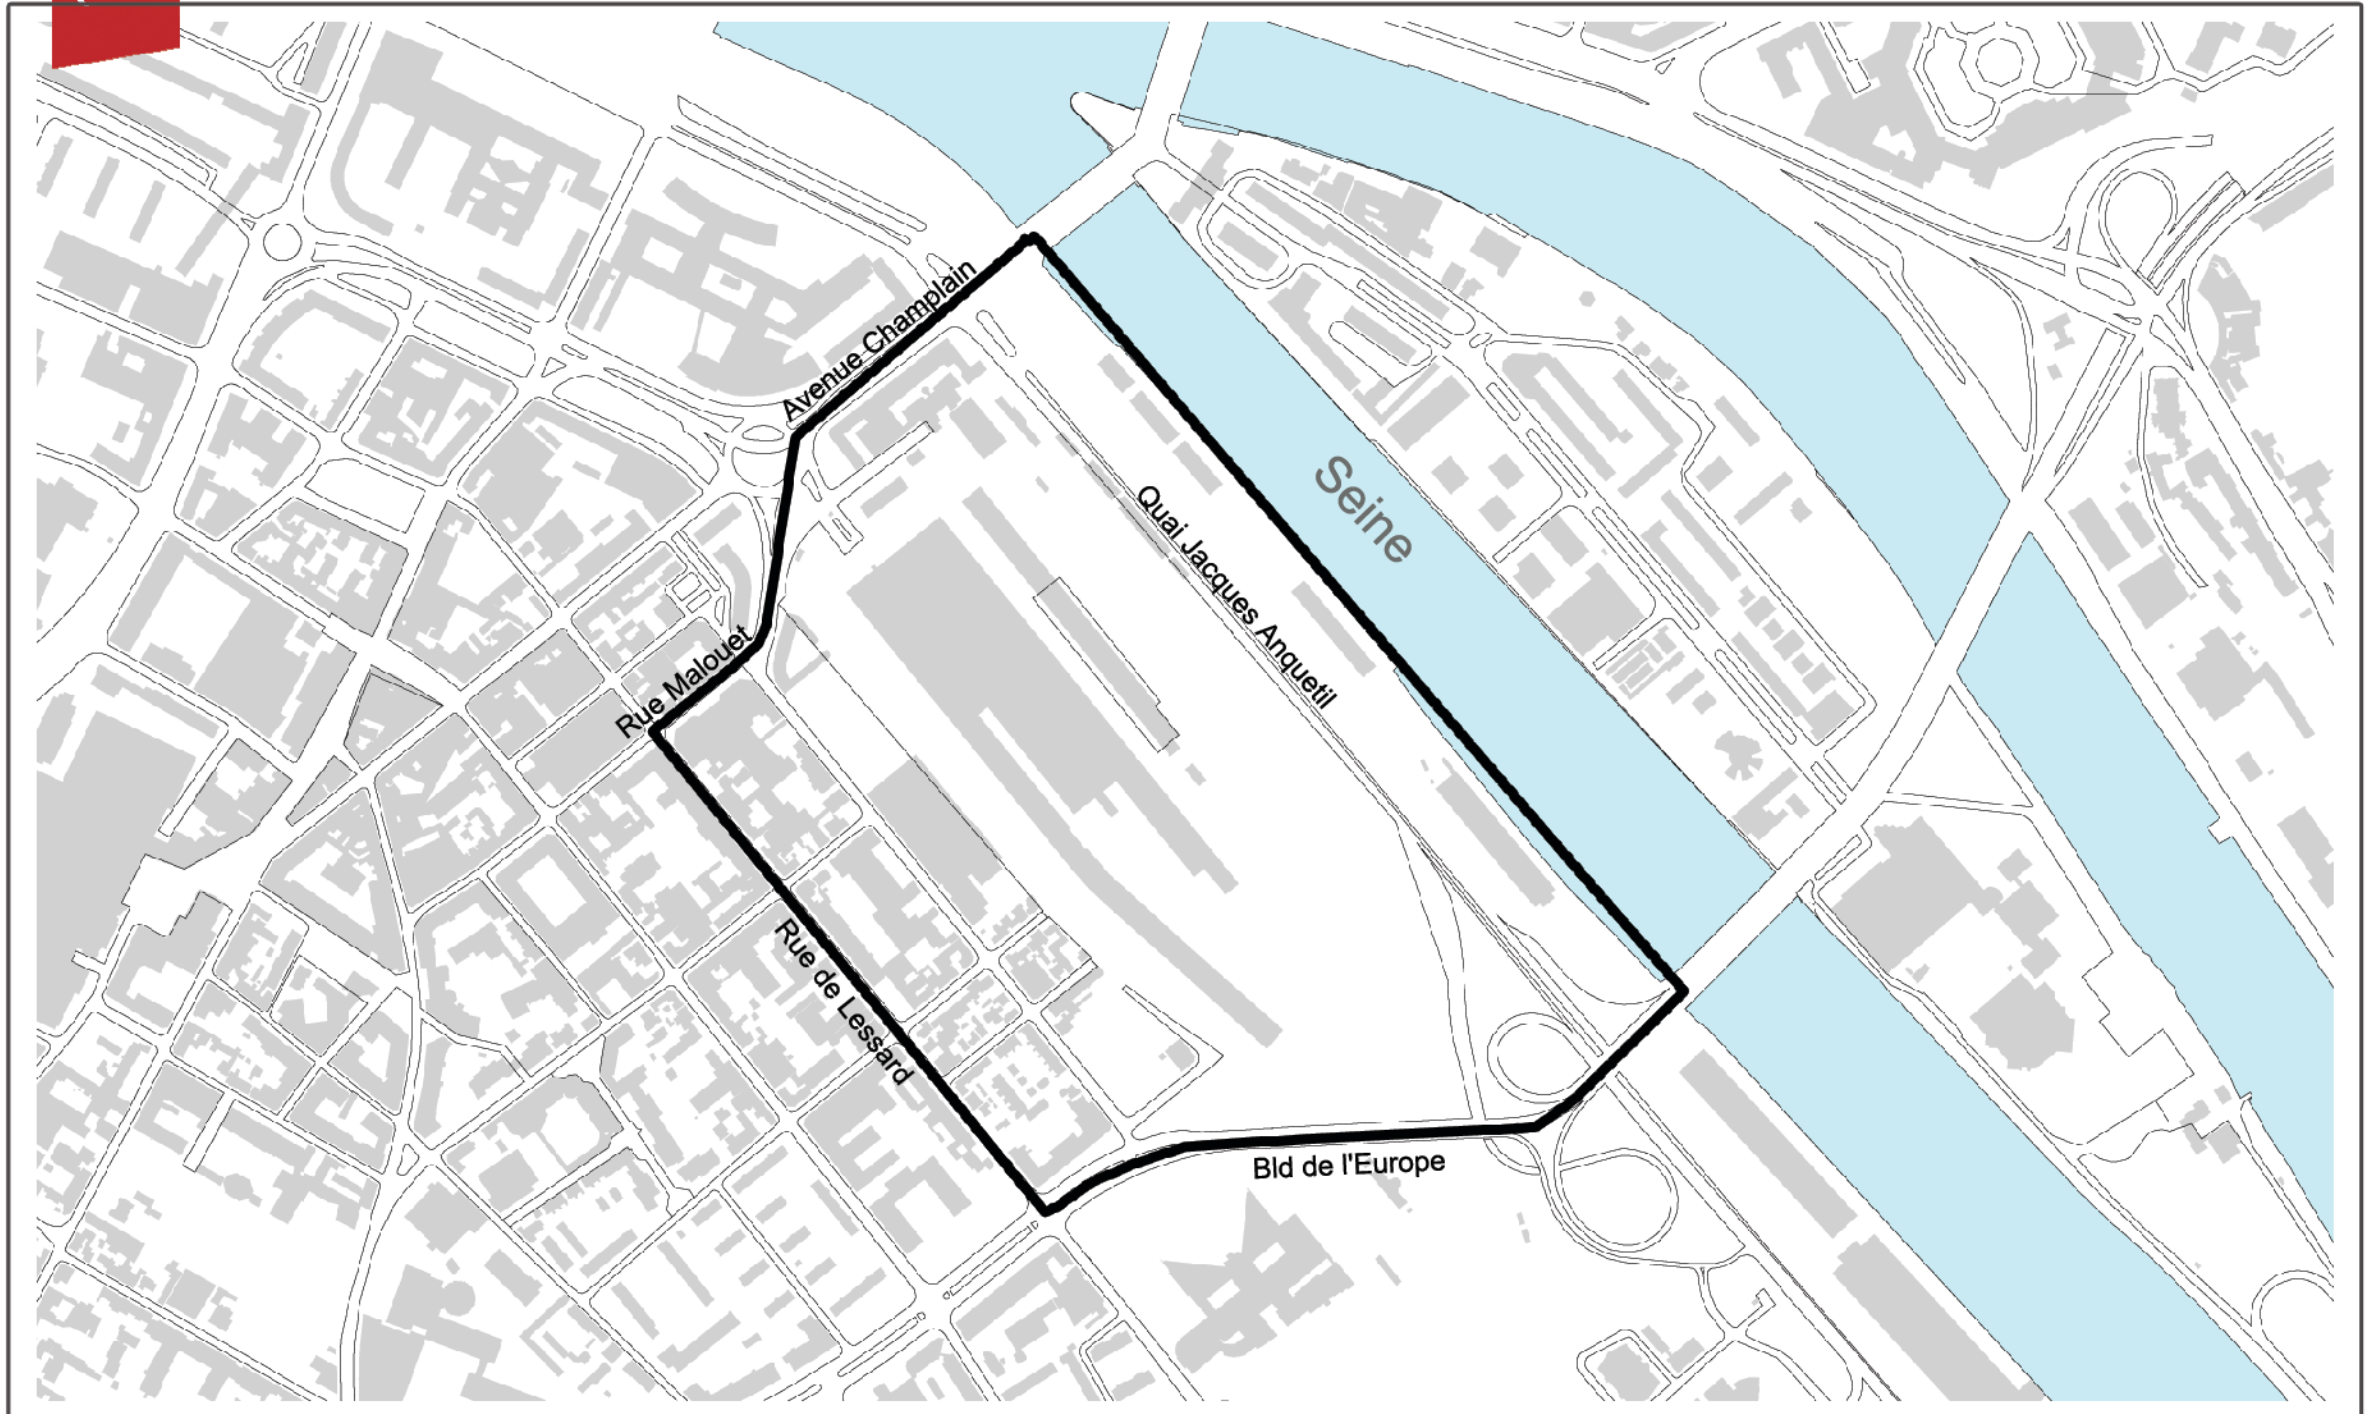 Avenue Champlain
Seine
Quai Jacques Anquetil
Rue Malouet
Rue de Lessard
Bld de l'Europe